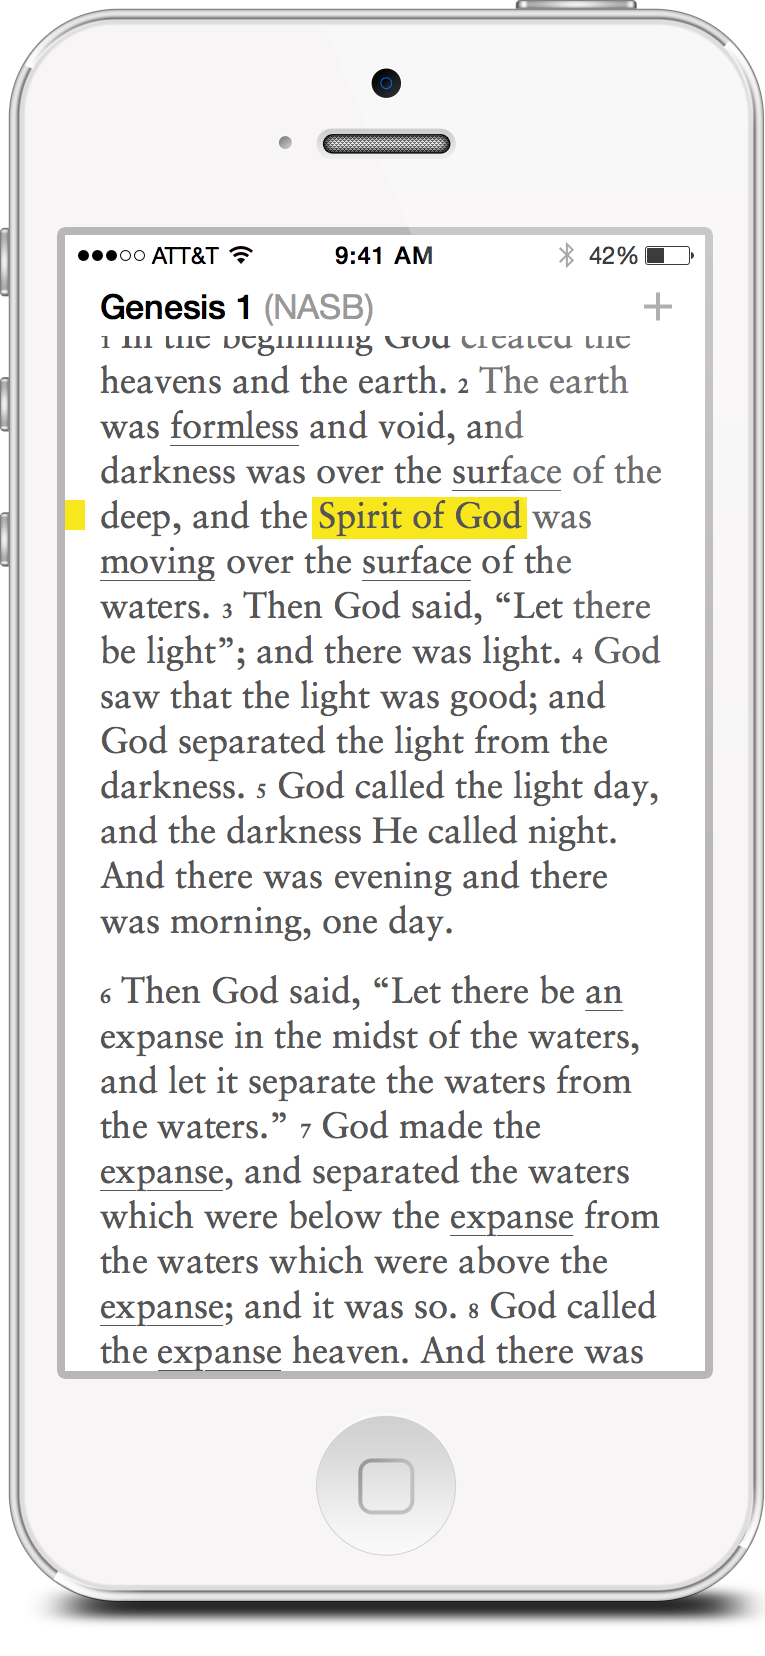 ●●●○○ AT&T 9:41 AM 42%
Genesis 1 (NASB) +
1 In the beginning God created the
heavens and the earth. 2 The earth
was formless and void, and
darkness was over the surface of the
deep, and the Spirit of God was
moving over the surface of the
waters. 3 Then God said, “Let there
be light”; and there was light. 4 God
saw that the light was good; and
God separated the light from the
darkness. 5 God called the light day,
and the darkness He called night.
And there was evening and there
was morning, one day.
6 Then God said, “Let there be an
expanse in the midst of the waters,
and let it separate the waters from
the waters.” 7 God made the
expanse, and separated the waters
which were below the expanse from
the waters which were above the
expanse; and it was so. 8 God called
the expanse heaven. And there was